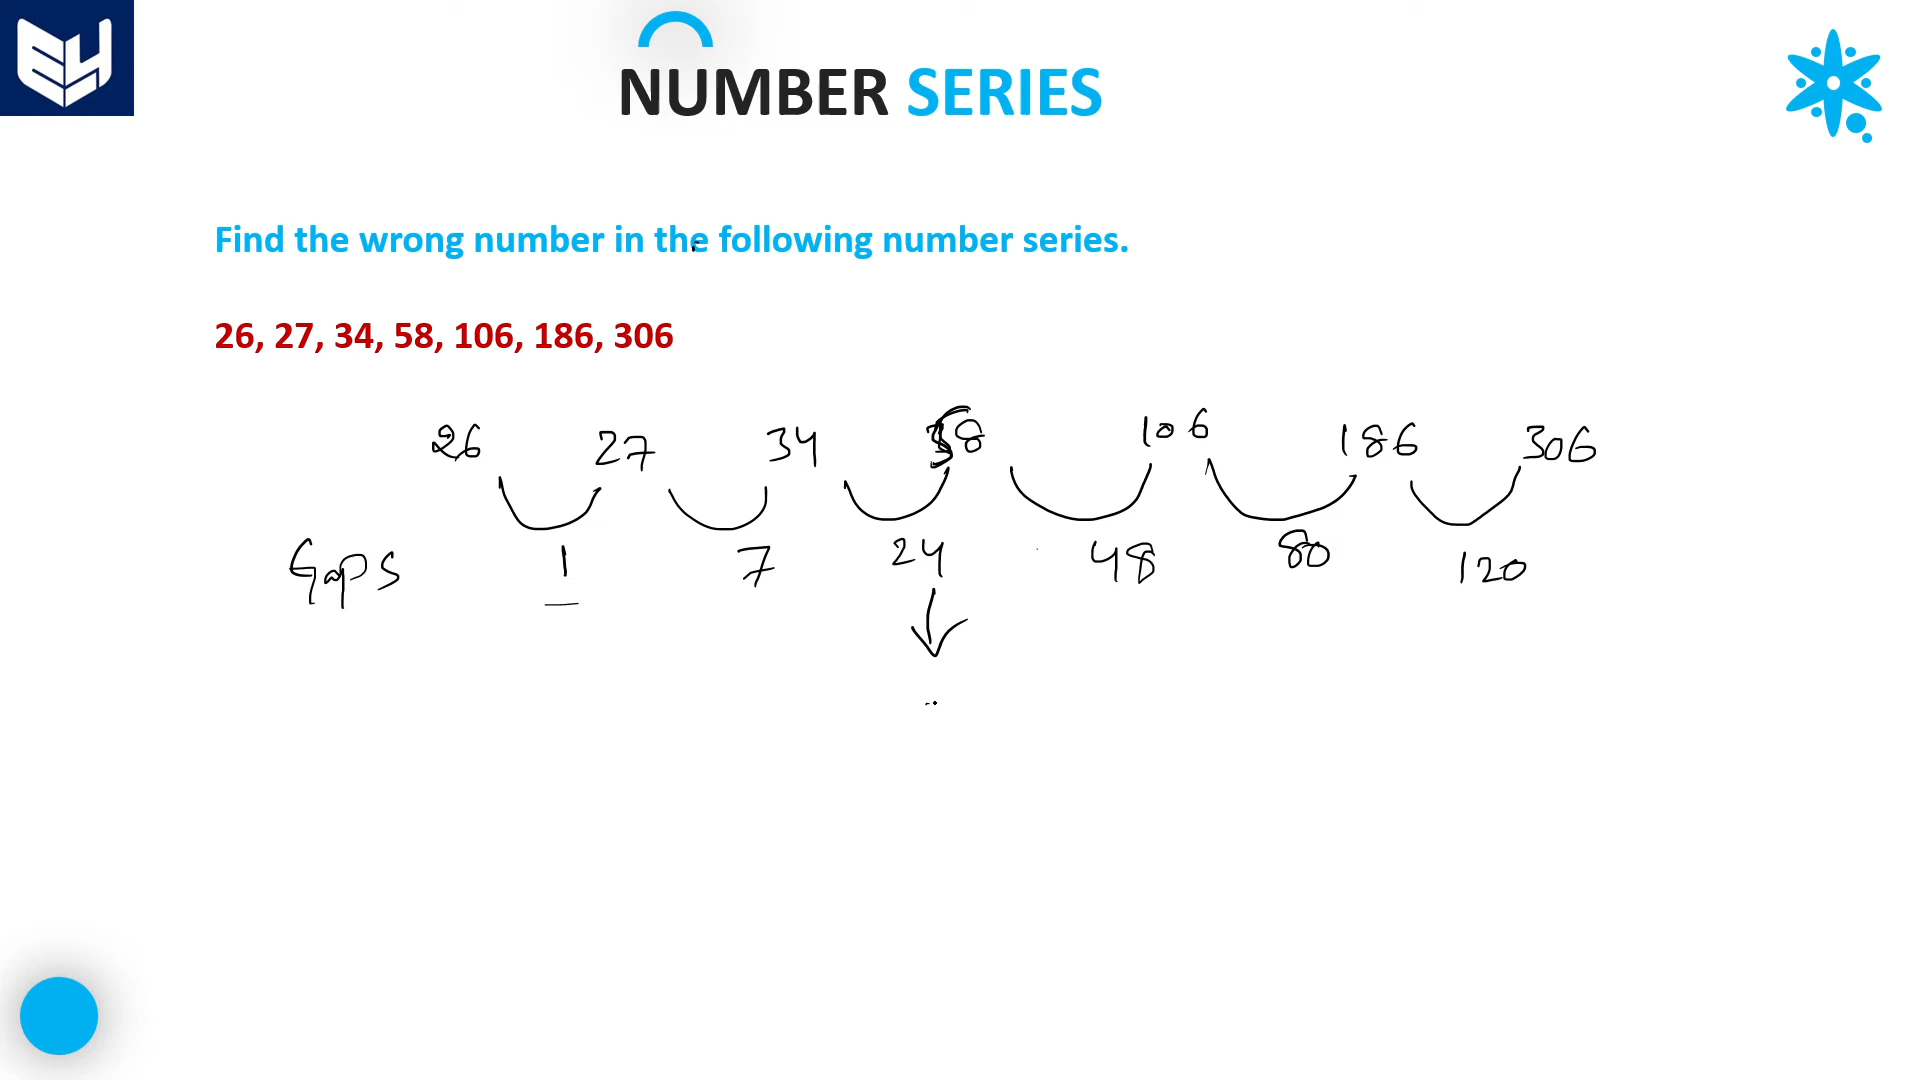 NUMBER SERIES
Find the wrong number in the following number series.
26, 27, 34, 58, 106, 186, 306
26 27 34 58 106 186 306
Gaps 1 7 24 48 80 120